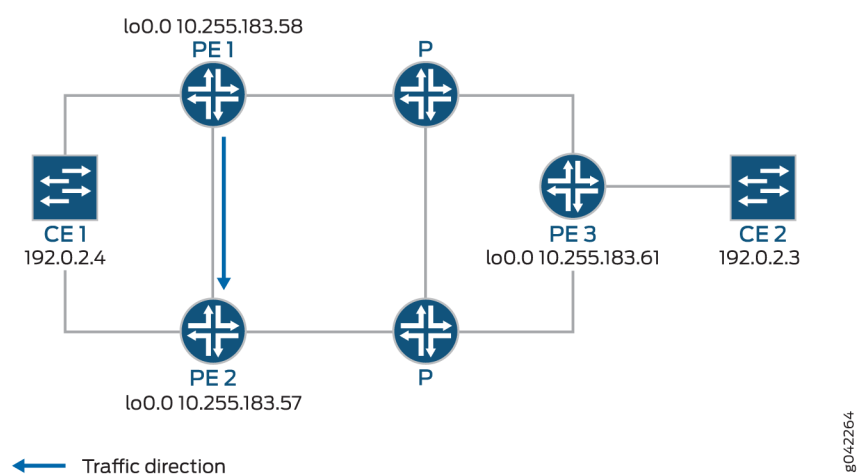 lo0.0 10.255.183.58
PE 1
P
CE 1
192.0.2.4
PE 3
lo0.0 10.255.183.61
CE 2
192.0.2.3
PE 2
lo0.0 10.255.183.57
P
Traffic direction
g042264